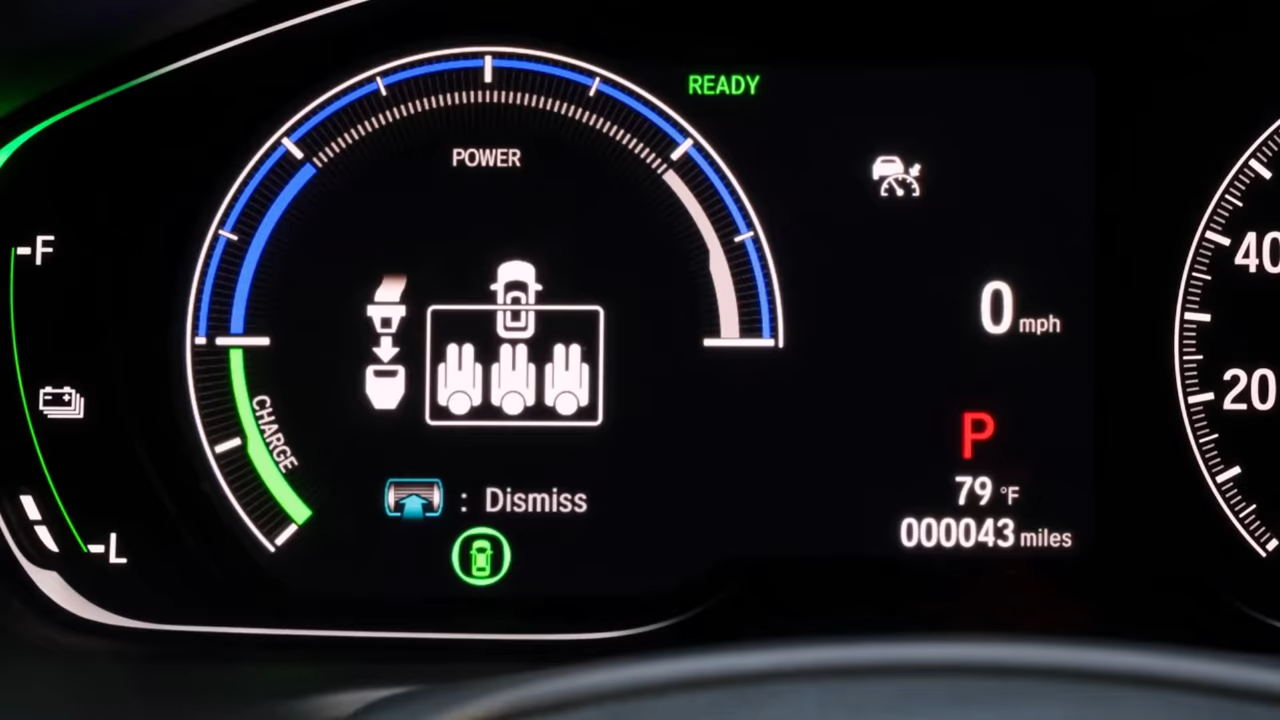 READY
POWER
F
40
0 mph
20
CHARGE
P
79 °F
: Dismiss
000043 miles
L